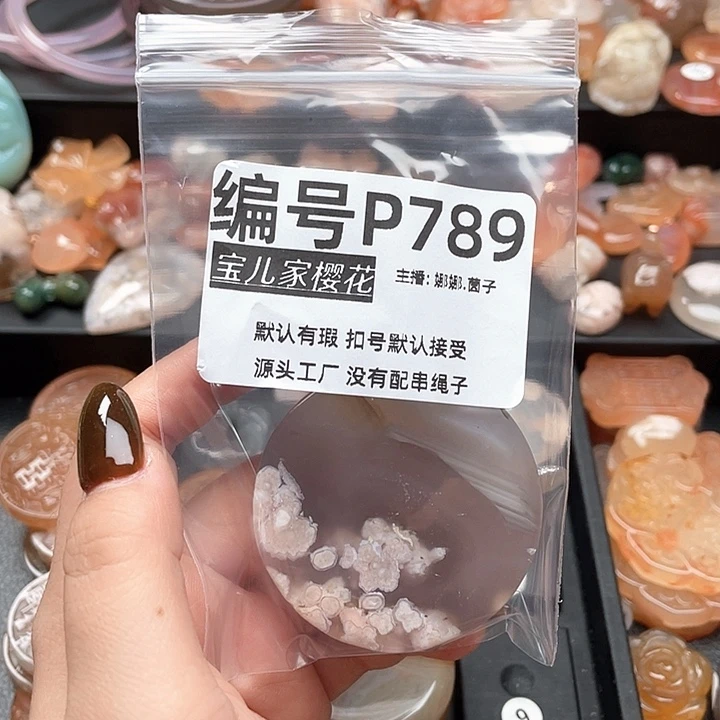 编号P789
宝儿家樱花 主播:娜娜.茵子
默认有瑕 扣号默认接受
源头工厂 没有配串绳子